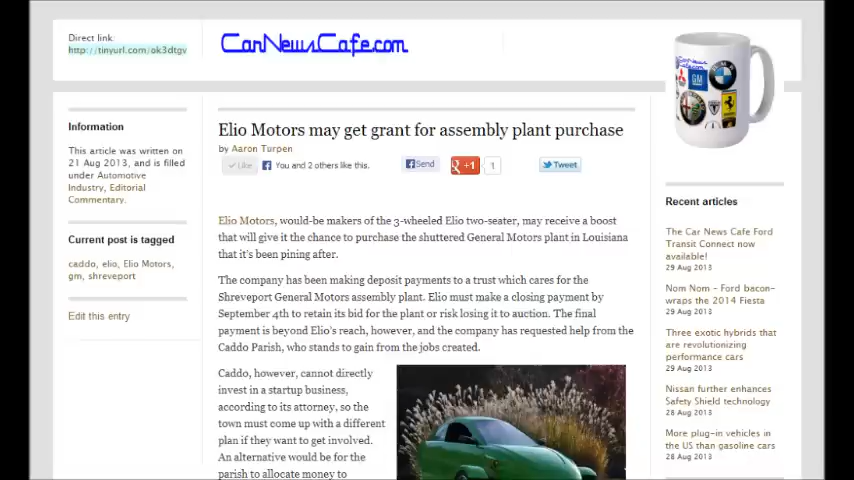 Direct link:
http://tinyurl.com/ok3dtgv
CarNewsCafe.com
Information
This article was written on
21 Aug 2013, and is filled
under Automotive
Industry, Editorial
Commentary.
Current post is tagged
caddo, elio, Elio Motors,
gm, shreveport
Edit this entry
Elio Motors may get grant for assembly plant purchase
by Aaron Turpen
Like
You and 2 others like this.
Send
+1
1
Tweet
Elio Motors, would-be makers of the 3-wheeled Elio two-seater, may receive a boost
that will give it the chance to purchase the shuttered General Motors plant in Louisiana
that it's been pining after.
The company has been making deposit payments to a trust which cares for the
Shreveport General Motors assembly plant. Elio must make a closing payment by
September 4th to retain its bid for the plant or risk losing it to auction. The final
payment is beyond Elio's reach, however, and the company has requested help from the
Caddo Parish, who stands to gain from the jobs created.
Caddo, however, cannot directly
invest in a startup business,
according to its attorney, so the
town must come up with a different
plan if they want to get involved.
An alternative would be for the
parish to allocate money to
GM
Recent articles
The Car News Cafe Ford
Transit Connect now
available!
29 Aug 2013
Nom Nom – Ford bacon-
wraps the 2014 Fiesta
29 Aug 2013
Three exotic hybrids that
are revolutionizing
performance cars
29 Aug 2013
Nissan further enhances
Safety Shield technology
28 Aug 2013
More plug-in vehicles in
the US than gasoline cars
28 Aug 2013